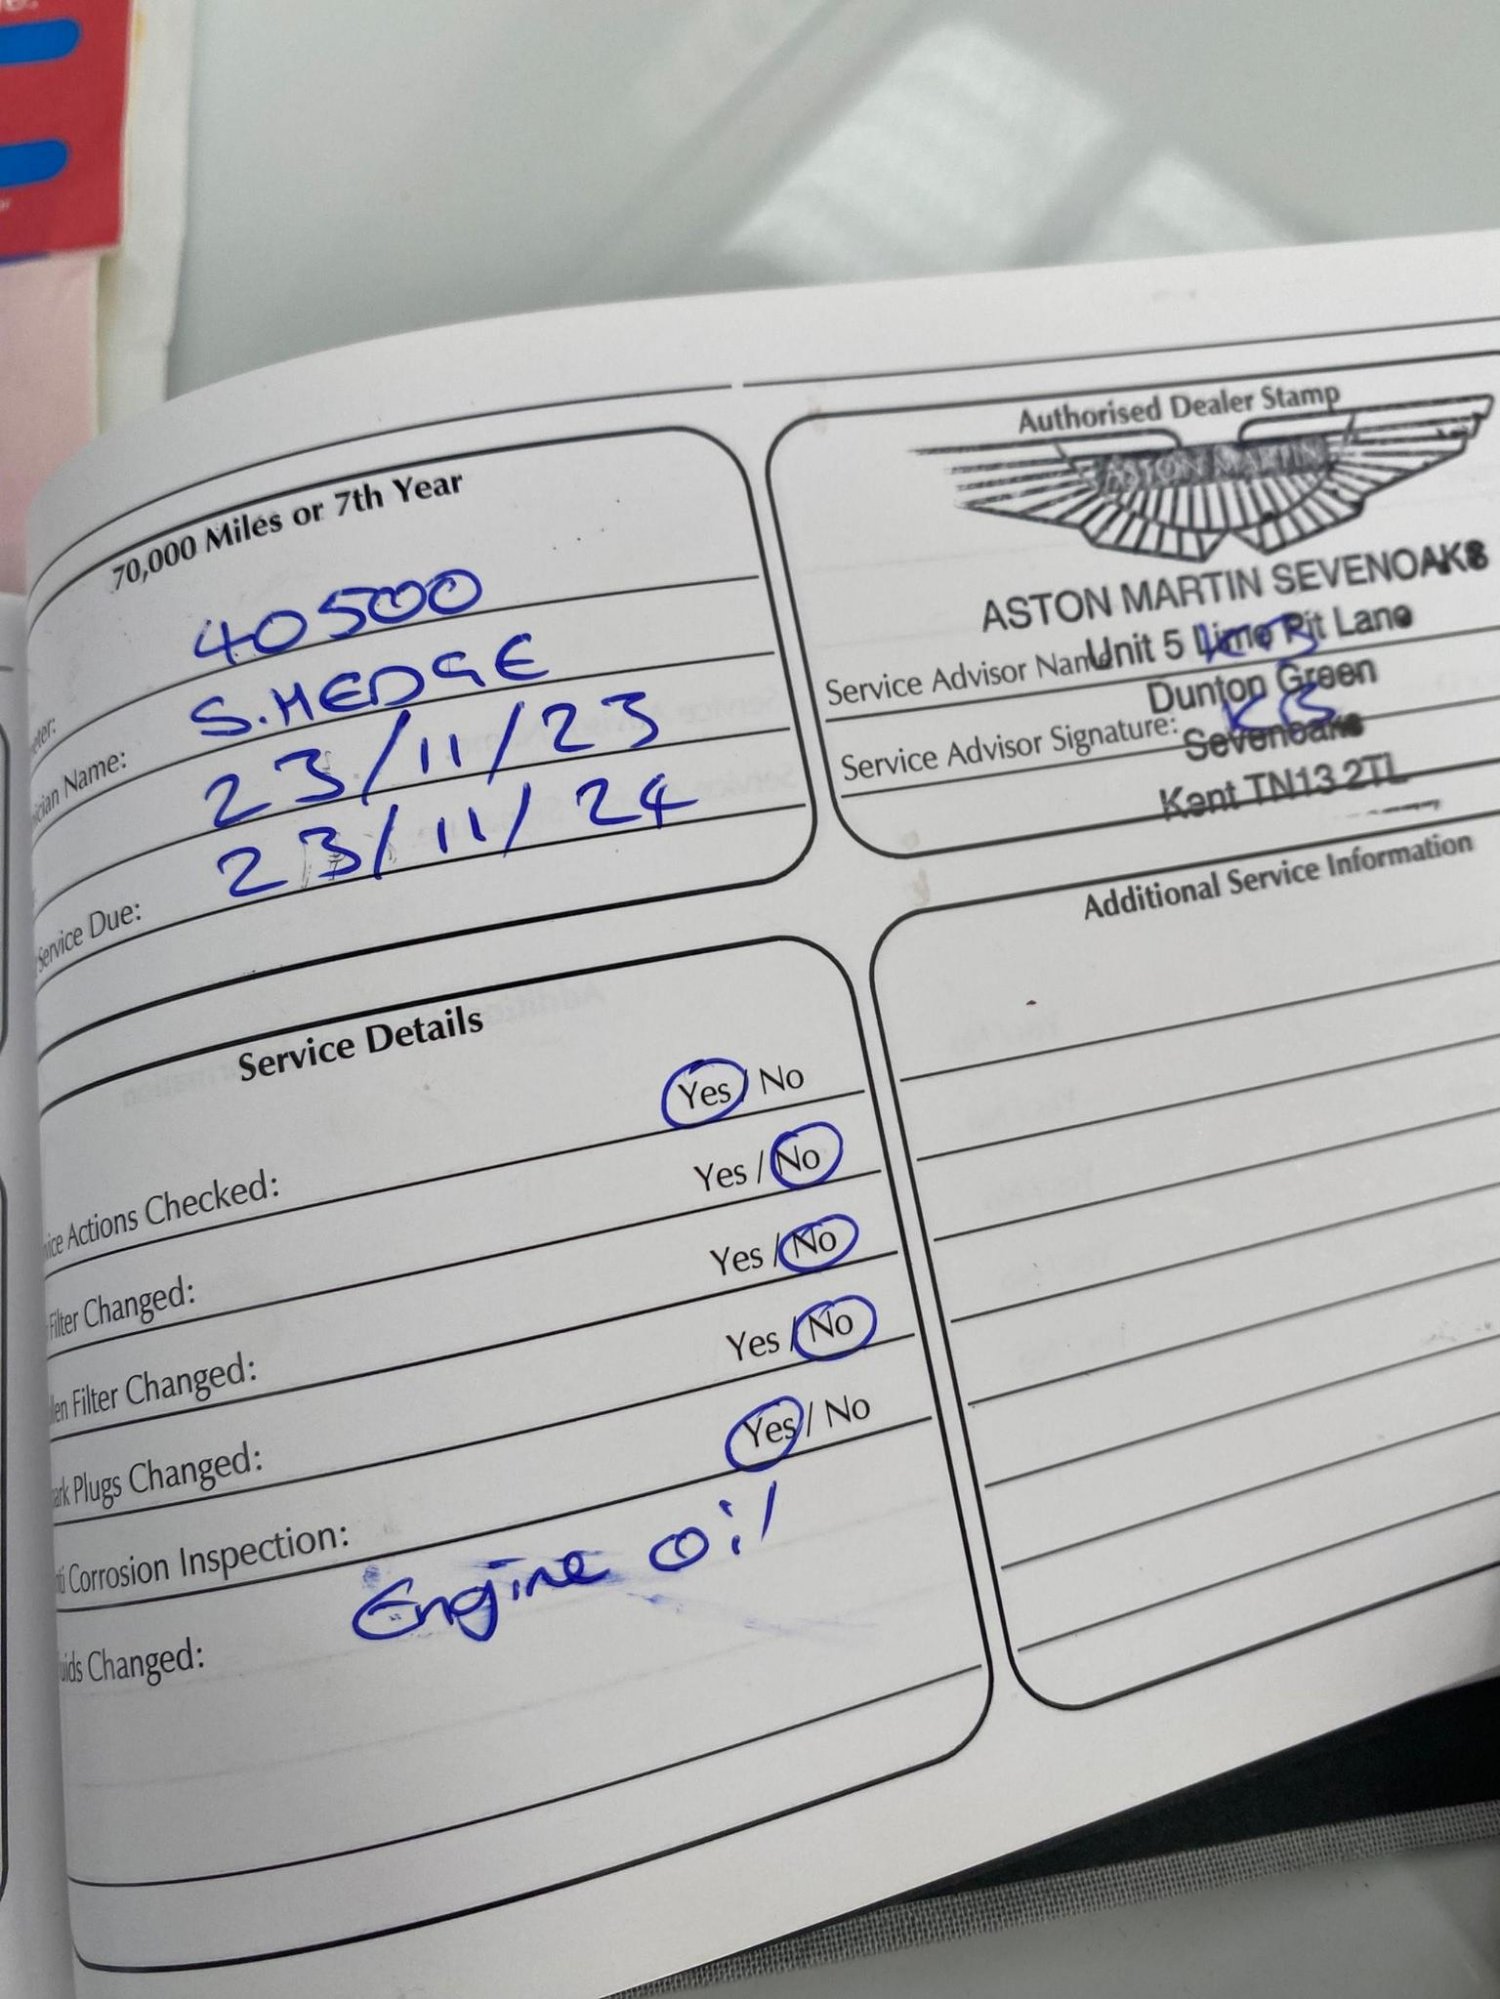 70,000 Miles or 7th Year
40500
Name: S. HEDGE
23/11/23
Service Due: 23/11/24
Authorised Dealer Stamp
ASTON MARTIN
ASTON MARTIN SEVENOAKS
Unit 5 Lime Pit Lane
Service Advisor Name
Dunton Green
Service Advisor Signature: KB
Sevenoaks
Kent TN13 2TL
Service Details
Actions Checked: Yes / No
Filter Changed: Yes / No
Filter Changed: Yes / No
Plugs Changed: Yes / No
Corrosion Inspection: Yes / No
Changed: Engine oil
Additional Service Information